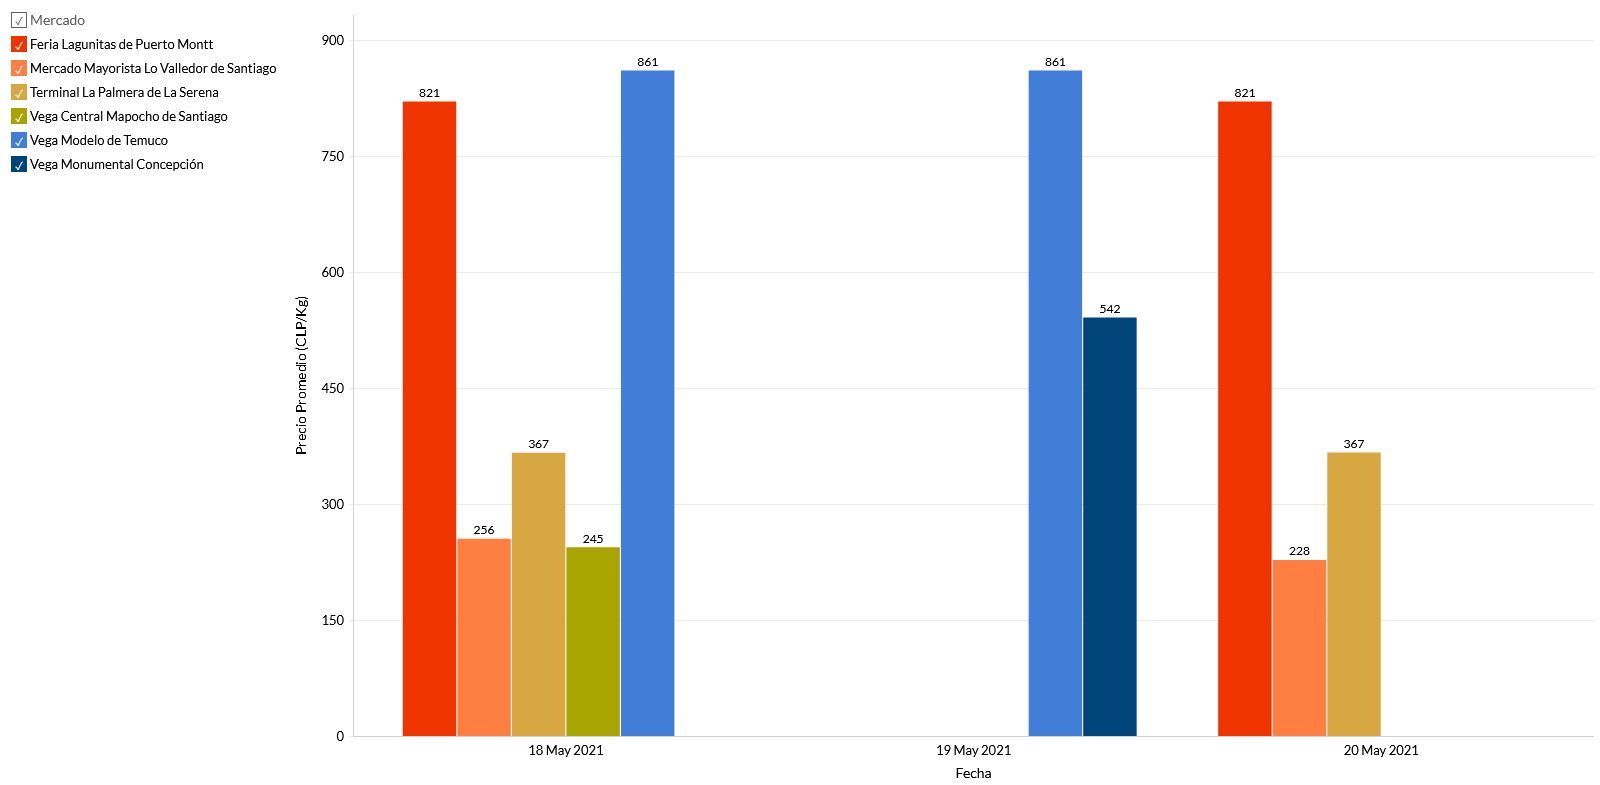 Mercado
Feria Lagunitas de Puerto Montt
Mercado Mayorista Lo Valledor de Santiago
Terminal La Palmera de La Serena
Vega Central Mapocho de Santiago
Vega Modelo de Temuco
Vega Monumental Concepción
Precio Promedio (CLP/Kg)
900
750
600
450
300
150
0
821
256
367
245
861
861
542
821
228
367
18 May 2021
19 May 2021
20 May 2021
Fecha